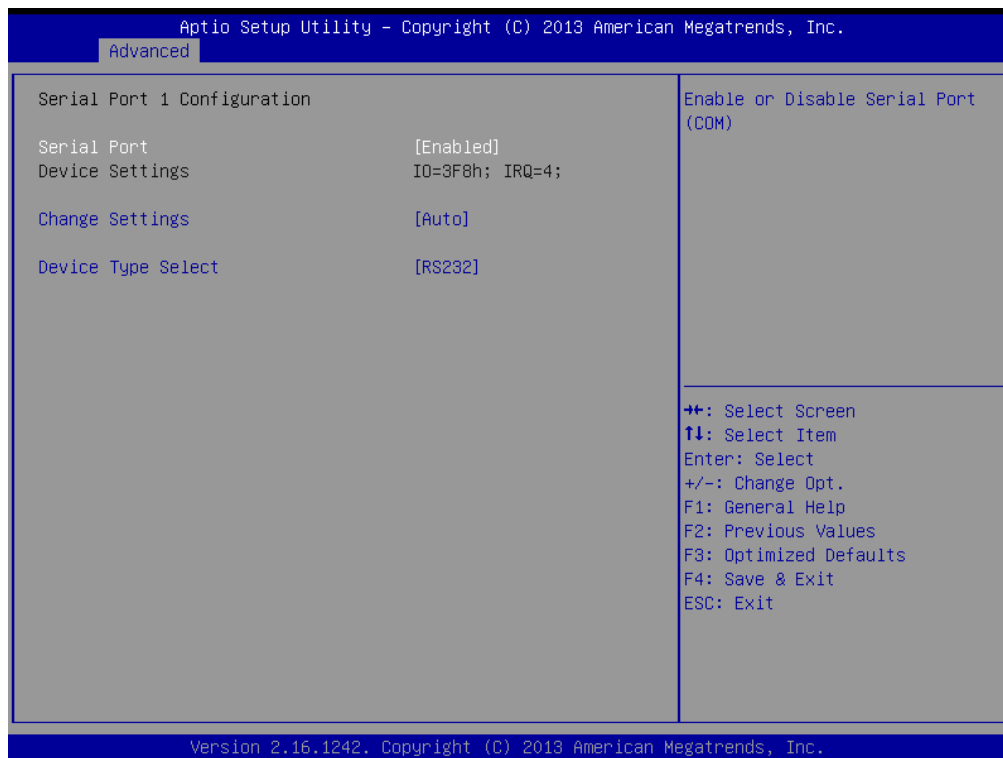 Aptio Setup Utility – Copyright (C) 2013 American Megatrends, Inc.
Advanced
Serial Port 1 Configuration
Serial Port [Enabled]
Device Settings IO=3F8h; IRQ=4;
Change Settings [Auto]
Device Type Select [RS232]
Enable or Disable Serial Port
(COM)
→←: Select Screen
↑↓: Select Item
Enter: Select
+/-: Change Opt.
F1: General Help
F2: Previous Values
F3: Optimized Defaults
F4: Save & Exit
ESC: Exit
Version 2.16.1242. Copyright (C) 2013 American Megatrends, Inc.